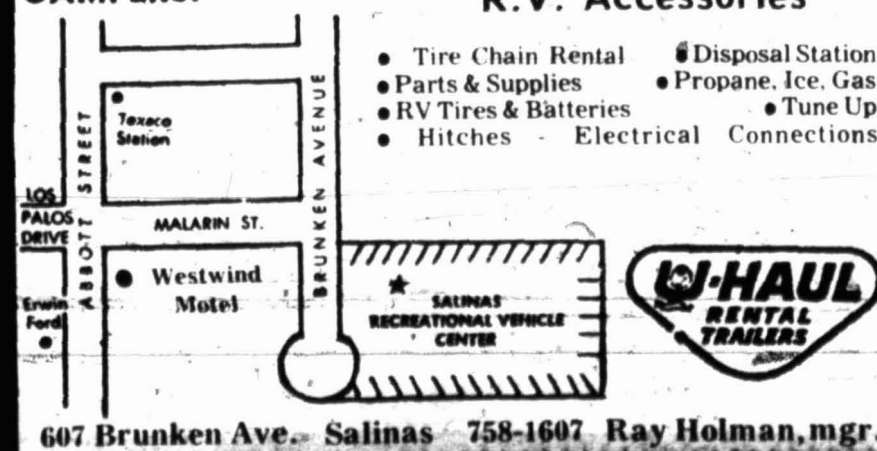 R.V. Accessories
• Tire Chain Rental
• Disposal Station
• Parts & Supplies
• Propane, Ice, Gas
• RV Tires & Batteries
• Tune Up
• Hitches - Electrical Connections
Texaco
Station
ABBOTT STREET
BRUNKEN AVENUE
LOS
PALOS
DRIVE
MALARIN ST.
Westwind
Motel
Erwin
Ford
SALINAS
RECREATIONAL VEHICLE
CENTER
U-HAUL
RENTAL
TRAILERS
607 Brunken Ave. Salinas 758-1607 Ray Holman, mgr.